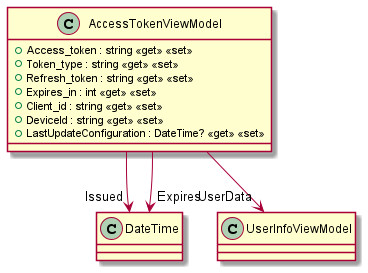 C AccessTokenViewModel
Access_token : string «get» «set»
Token_type : string «get» «set»
Refresh_token : string «get» «set»
Expires_in : int «get» «set»
Client_id : string «get» «set»
DeviceId : string «get» «set»
LastUpdateConfiguration : DateTime? «get» «set»
Issued Expires UserData
C DateTime C UserInfoViewModel